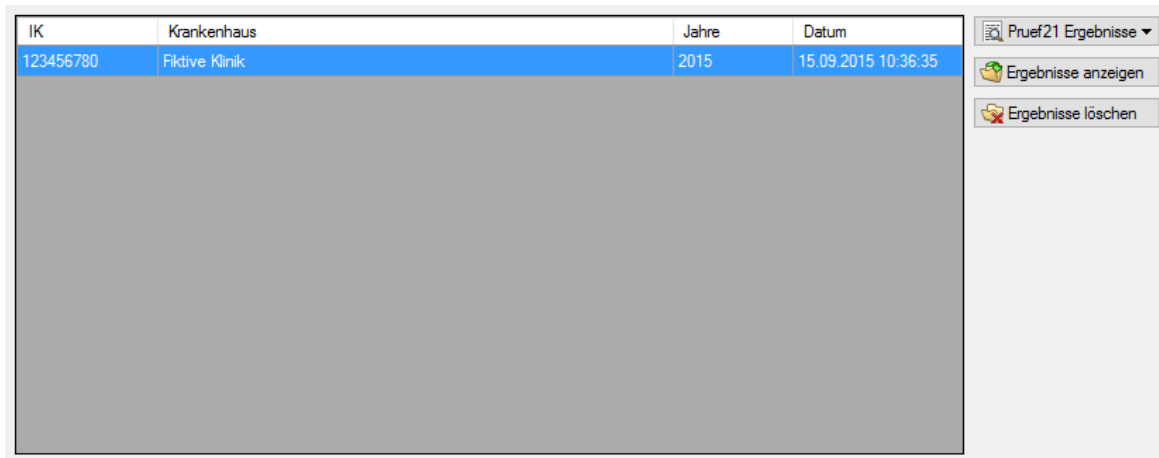 IK Krankenhaus Jahre Datum
123456780 Fiktive Klinik 2015 15.09.2015 10:36:35
Pruef21 Ergebnisse
Ergebnisse anzeigen
Ergebnisse löschen